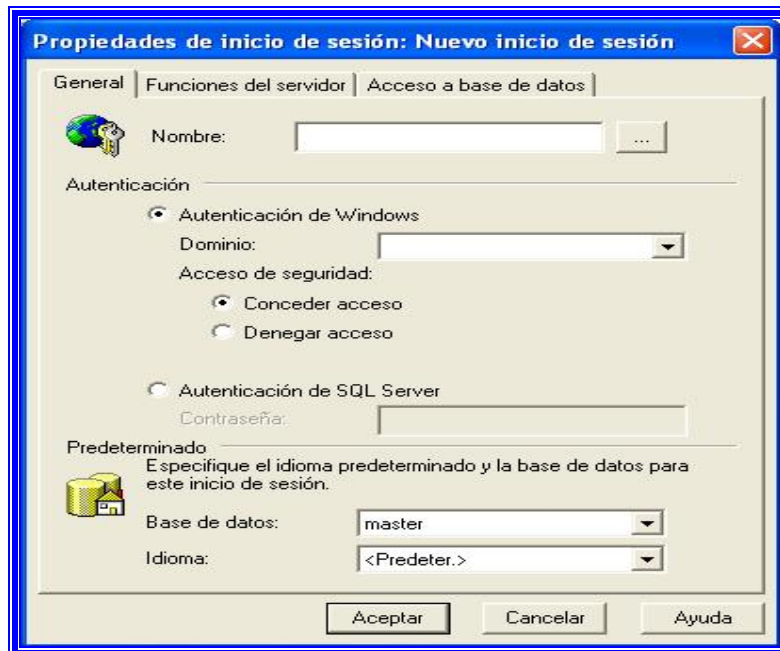 Propiedades de inicio de sesión: Nuevo inicio de sesión
General Funciones del servidor Acceso a base de datos
Nombre: ...
Autenticación
Autenticación de Windows
Dominio:
Acceso de seguridad:
Conceder acceso
Denegar acceso
Autenticación de SQL Server
Contraseña:
Predeterminado
Especifique el idioma predeterminado y la base de datos para
este inicio de sesión.
Base de datos: master
Idioma: <Predeter.>
Aceptar Cancelar Ayuda